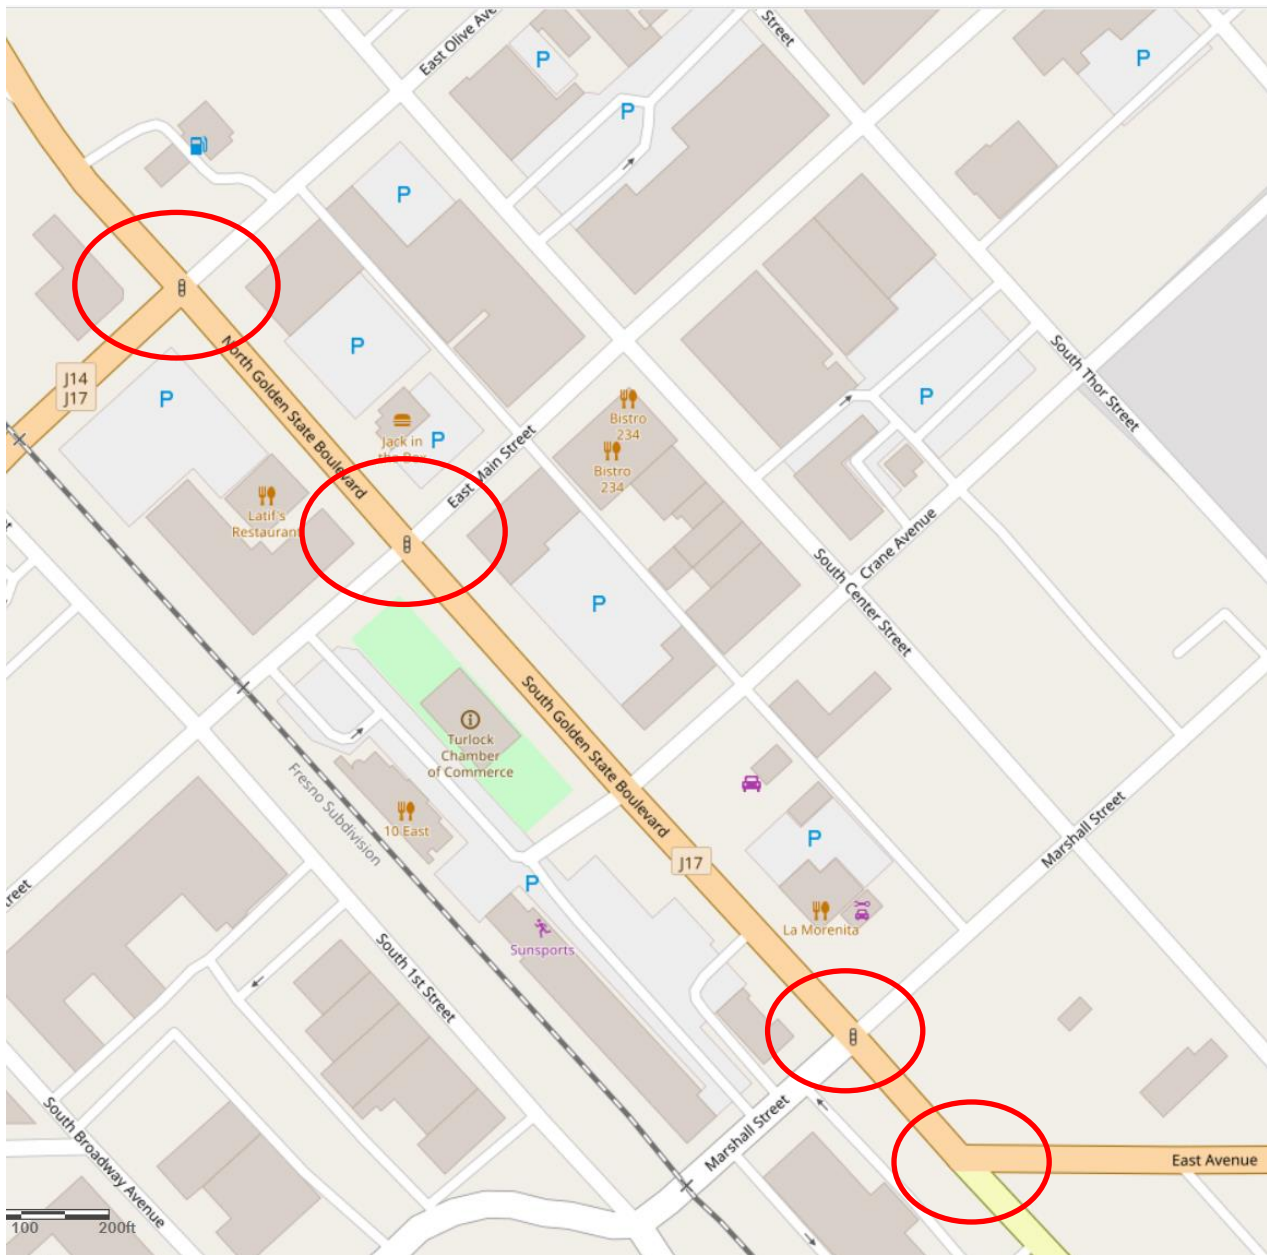 East Olive Ave
Street
P
P
P
P
P
P
P
J14
J17
North Golden State Boulevard
South Thor Street
Jack in
the Box
P
East Main Street
Bistro
234
Bistro
234
P
Latif's
Restaurant
Crane Avenue
South Center Street
P
South Golden State Boulevard
Turlock
Chamber
of Commerce
Fresno Subdivision
10 East
J17
P
Marshall Street
P
La Morenita
treet
Sunsports
South 1st Street
South Broadway Avenue
Marshall Street
East Avenue
100
200ft